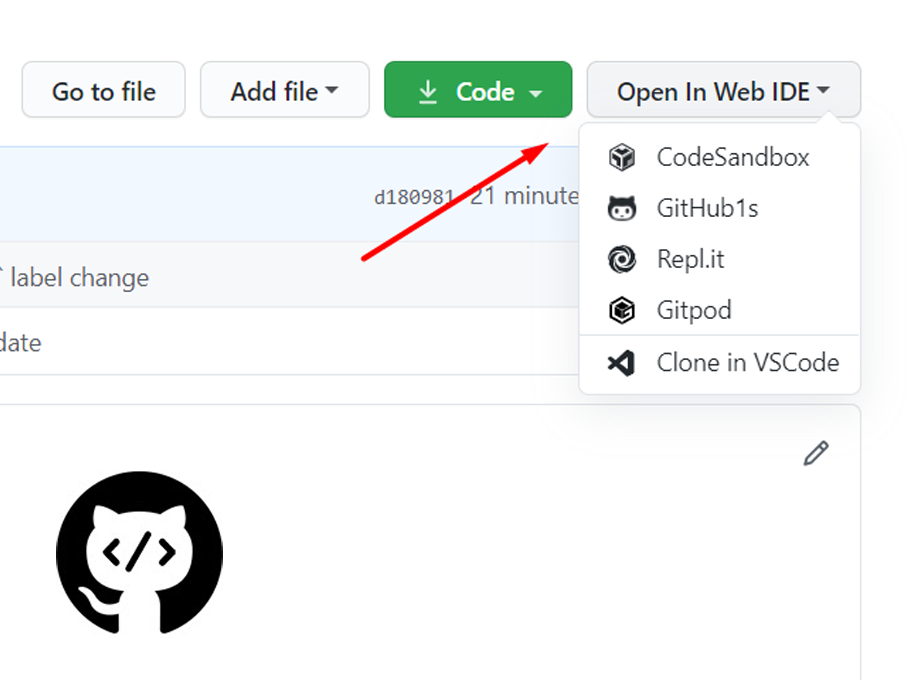 Go to file
Add file
Code
Open In Web IDE
CodeSandbox
d180981 21 minute
GitHub1s
Repl.it
label change
Gitpod
date
Clone in VSCode
</>